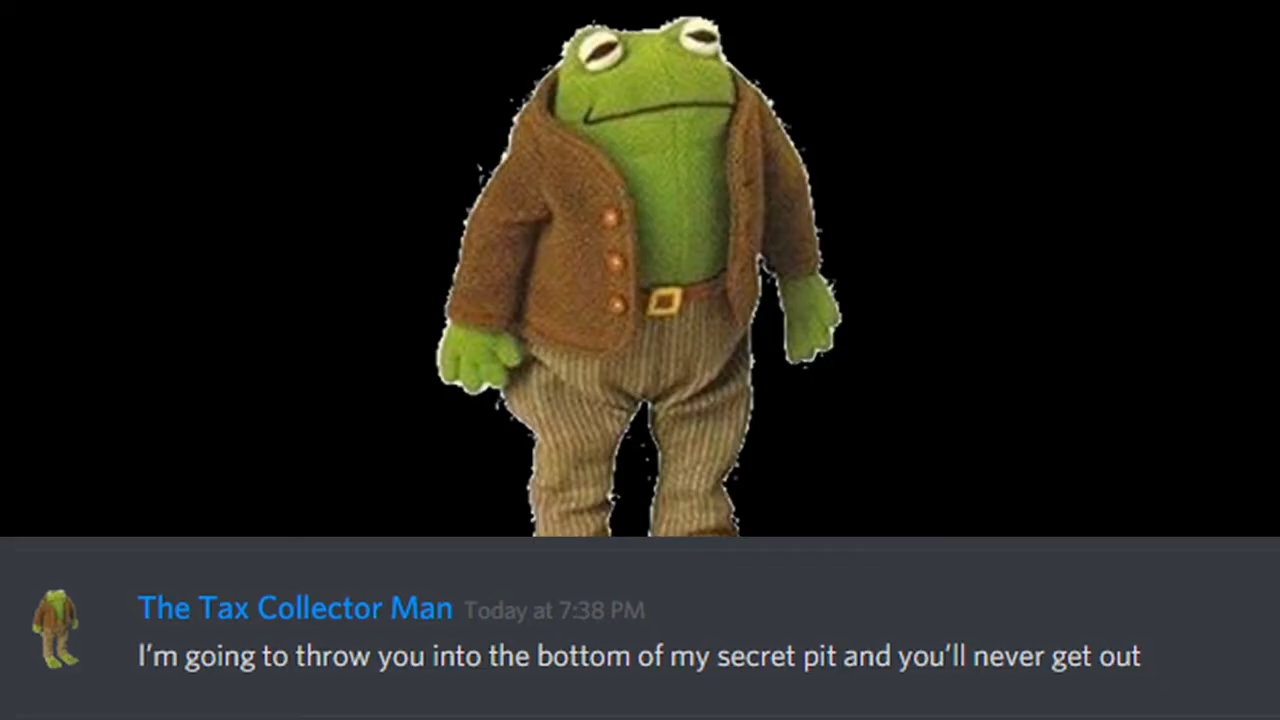 The Tax Collector Man Today at 7:38 PM
I'm going to throw you into the bottom of my secret pit and you'll never get out